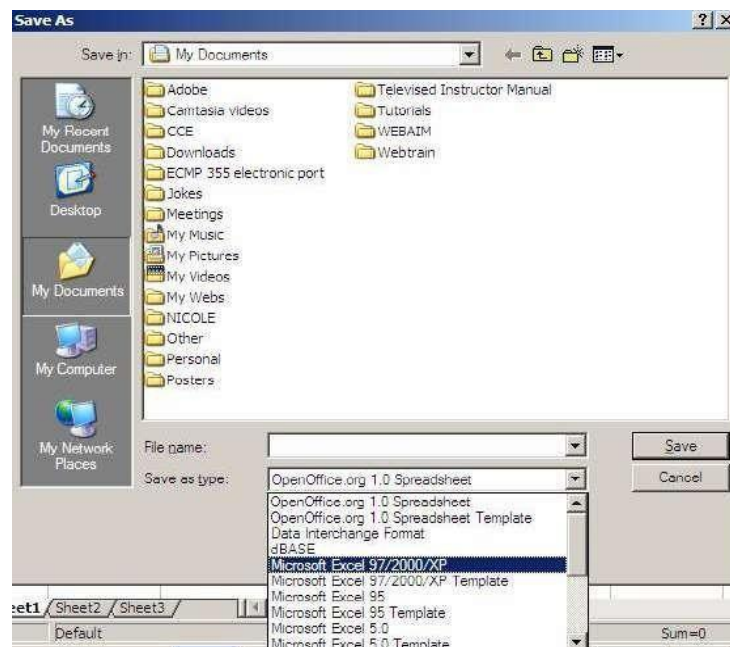 Save As
Save in:
My Documents
My Recent
Documents
Desktop
My Documents
My Computer
My Network
Places
Adobe
Camtasia videos
CCE
Downloads
ECMP 355 electronic port
Jokes
Meetings
My Music
My Pictures
My Videos
My Webs
NICOLE
Other
Personal
Posters
Televised Instructor Manual
Tutorials
WEBAIM
Webtrain
File name:
Save
Save as type:
OpenOffice.org 1.0 Spreadsheet
Cancel
OpenOffice.org 1.0 Spreadsheet
OpenOffice.org 1.0 Spreadsheet Template
Data Interchange Format
dBASE
Microsoft Excel 97/2000/XP
Microsoft Excel 97/2000/XP Template
Microsoft Excel 95
Microsoft Excel 95 Template
Microsoft Excel 5.0
Microsoft Excel 5.0 Template
eet1 / Sheet2 / Sheet3 /
Default
Sum=0